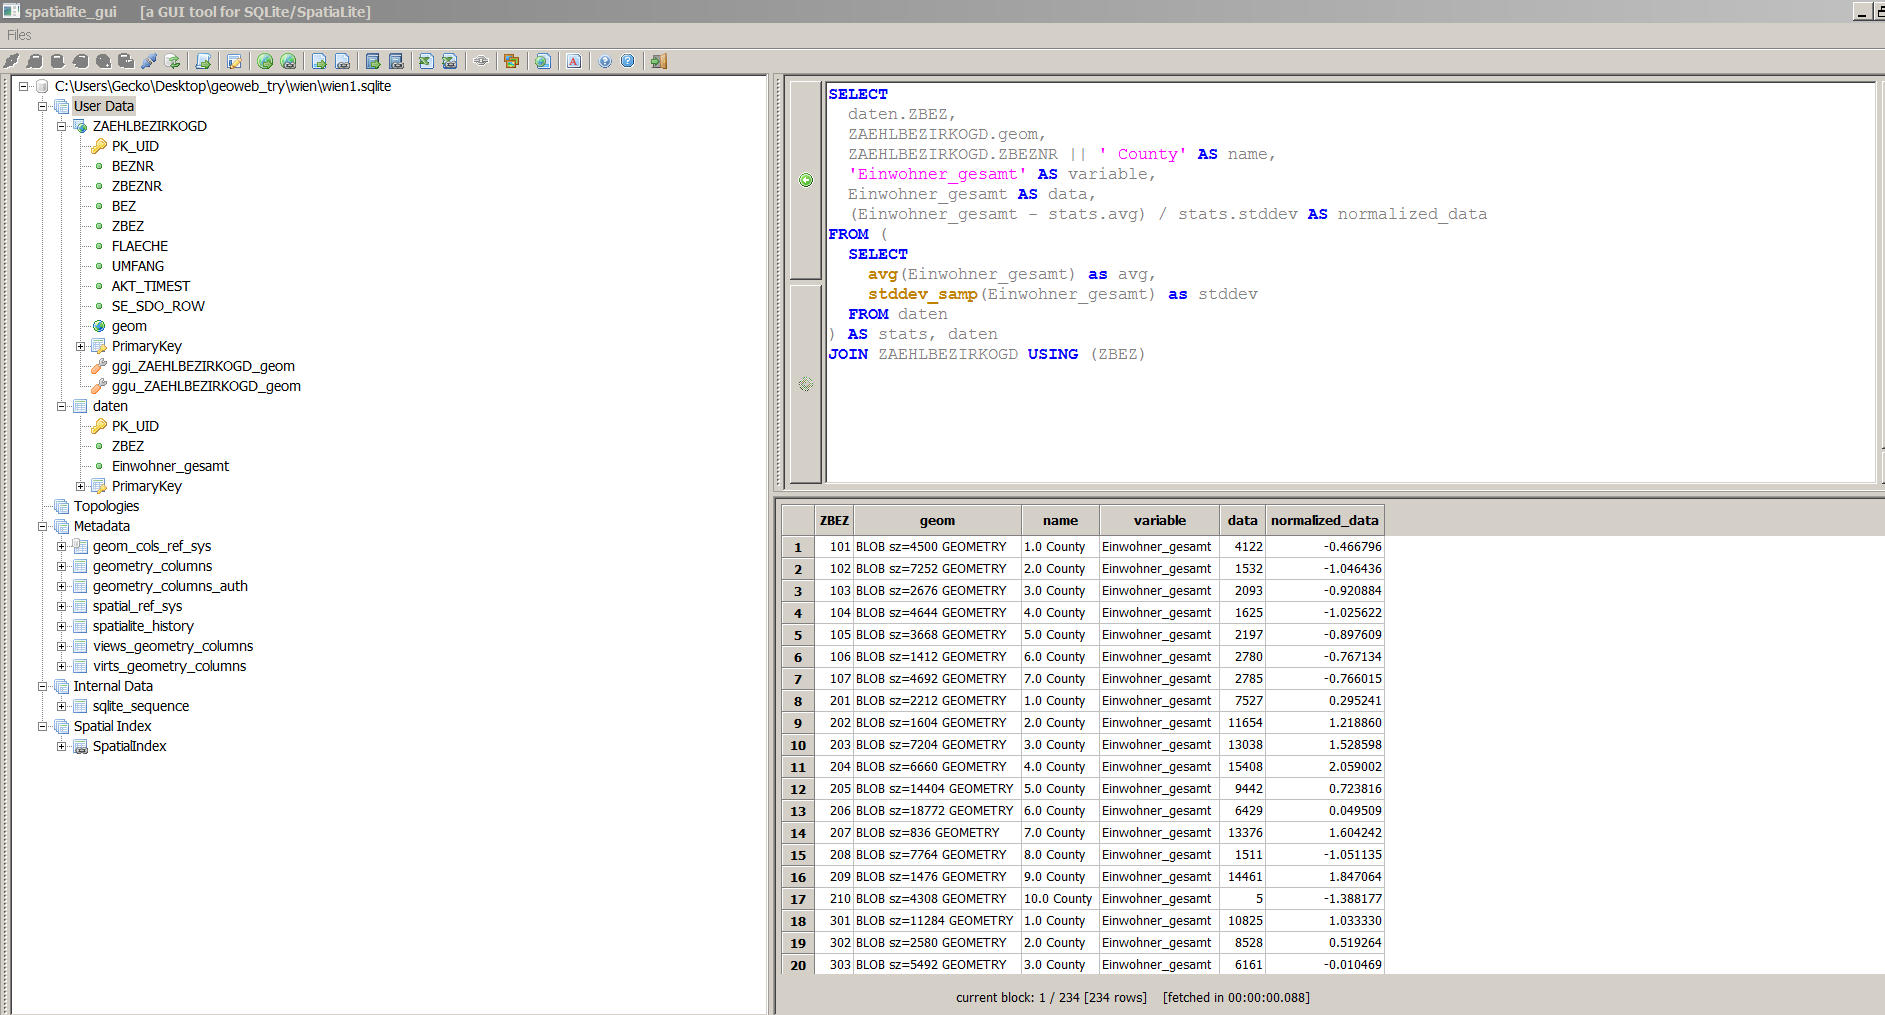 spatialite_gui [a GUI tool for SQLite/SpatiaLite]
Files
C:\Users\Gecko\Desktop\geoweb_try\wien\wien1.sqlite
User Data
ZAEHLBEZIRKOGD
PK_UID
BEZNR
ZBEZNR
BEZ
ZBEZ
FLAECHE
UMFANG
AKT_TIMEST
SE_SDO_ROW
geom
PrimaryKey
ggi_ZAEHLBEZIRKOGD_geom
ggu_ZAEHLBEZIRKOGD_geom
daten
PK_UID
ZBEZ
Einwohner_gesamt
PrimaryKey
Topologies
Metadata
geom_cols_ref_sys
geometry_columns
geometry_columns_auth
spatial_ref_sys
spatialite_history
views_geometry_columns
virts_geometry_columns
Internal Data
sqlite_sequence
Spatial Index
SpatialIndex
SELECT
daten.ZBEZ,
ZAEHLBEZIRKOGD.geom,
ZAEHLBEZIRKOGD.ZBEZNR || ' County' AS name,
'Einwohner_gesamt' AS variable,
Einwohner_gesamt AS data,
(Einwohner_gesamt - stats.avg) / stats.stddev AS normalized_data
FROM (
SELECT
avg(Einwohner_gesamt) as avg,
stddev_samp(Einwohner_gesamt) as stddev
FROM daten
) AS stats, daten
JOIN ZAEHLBEZIRKOGD USING (ZBEZ)
ZBEZ geom name variable data normalized_data
1 101 BLOB sz=4500 GEOMETRY 1.0 County Einwohner_gesamt 4122 -0.466796
2 102 BLOB sz=7252 GEOMETRY 2.0 County Einwohner_gesamt 1532 -1.046436
3 103 BLOB sz=2676 GEOMETRY 3.0 County Einwohner_gesamt 2093 -0.920884
4 104 BLOB sz=4644 GEOMETRY 4.0 County Einwohner_gesamt 1625 -1.025622
5 105 BLOB sz=3668 GEOMETRY 5.0 County Einwohner_gesamt 2197 -0.897609
6 106 BLOB sz=1412 GEOMETRY 6.0 County Einwohner_gesamt 2780 -0.767134
7 107 BLOB sz=4692 GEOMETRY 7.0 County Einwohner_gesamt 2785 -0.766015
8 201 BLOB sz=2212 GEOMETRY 1.0 County Einwohner_gesamt 7527 0.295241
9 202 BLOB sz=1604 GEOMETRY 2.0 County Einwohner_gesamt 11654 1.218860
10 203 BLOB sz=7204 GEOMETRY 3.0 County Einwohner_gesamt 13038 1.528598
11 204 BLOB sz=6660 GEOMETRY 4.0 County Einwohner_gesamt 15408 2.059002
12 205 BLOB sz=14404 GEOMETRY 5.0 County Einwohner_gesamt 9442 0.723816
13 206 BLOB sz=18772 GEOMETRY 6.0 County Einwohner_gesamt 6429 0.049509
14 207 BLOB sz=836 GEOMETRY 7.0 County Einwohner_gesamt 13376 1.604242
15 208 BLOB sz=7764 GEOMETRY 8.0 County Einwohner_gesamt 1511 -1.051135
16 209 BLOB sz=1476 GEOMETRY 9.0 County Einwohner_gesamt 14461 1.847064
17 210 BLOB sz=4308 GEOMETRY 10.0 County Einwohner_gesamt 5 -1.388177
18 301 BLOB sz=11284 GEOMETRY 1.0 County Einwohner_gesamt 10825 1.033330
19 302 BLOB sz=2580 GEOMETRY 2.0 County Einwohner_gesamt 8528 0.519264
20 303 BLOB sz=5492 GEOMETRY 3.0 County Einwohner_gesamt 6161 -0.010469
current block: 1 / 234 [234 rows] [fetched in 00:00:00.088]